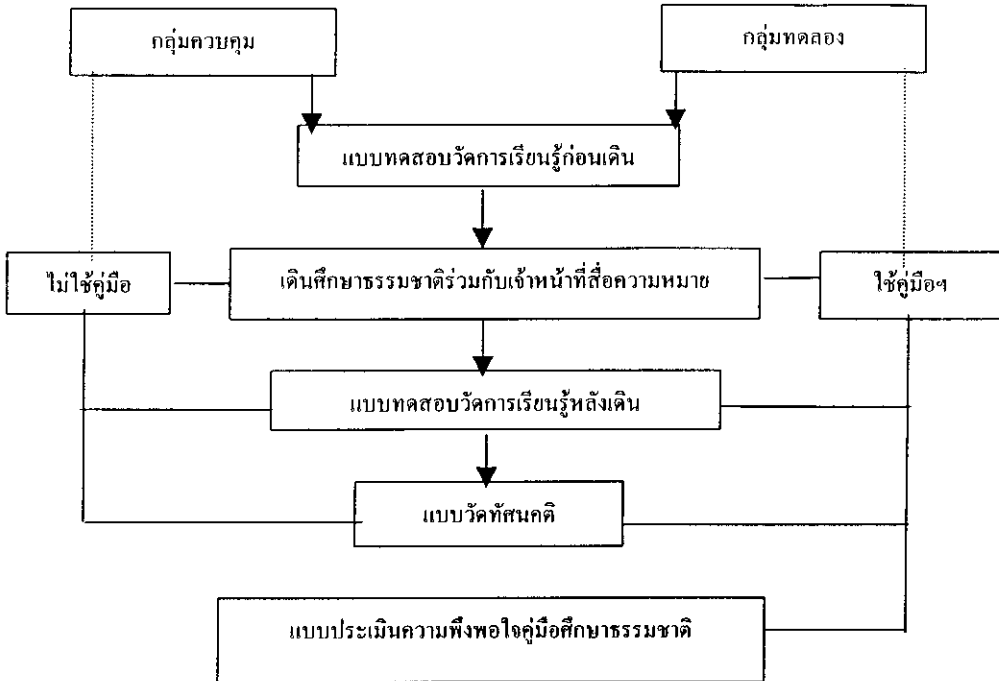 กลุ่มควบคุม
กลุ่มทดลอง
แบบทดสอบวัดการเรียนรู้ก่อนเดิน
ไม่ใช้คู่มือ
เดินศึกษาธรรมชาติร่วมกับเจ้าหน้าที่สื่อความหมาย
ใช้คู่มือฯ
แบบทดสอบวัดการเรียนรู้หลังเดิน
แบบวัดทัศนคติ
แบบประเมินความพึงพอใจคู่มือศึกษาธรรมชาติ